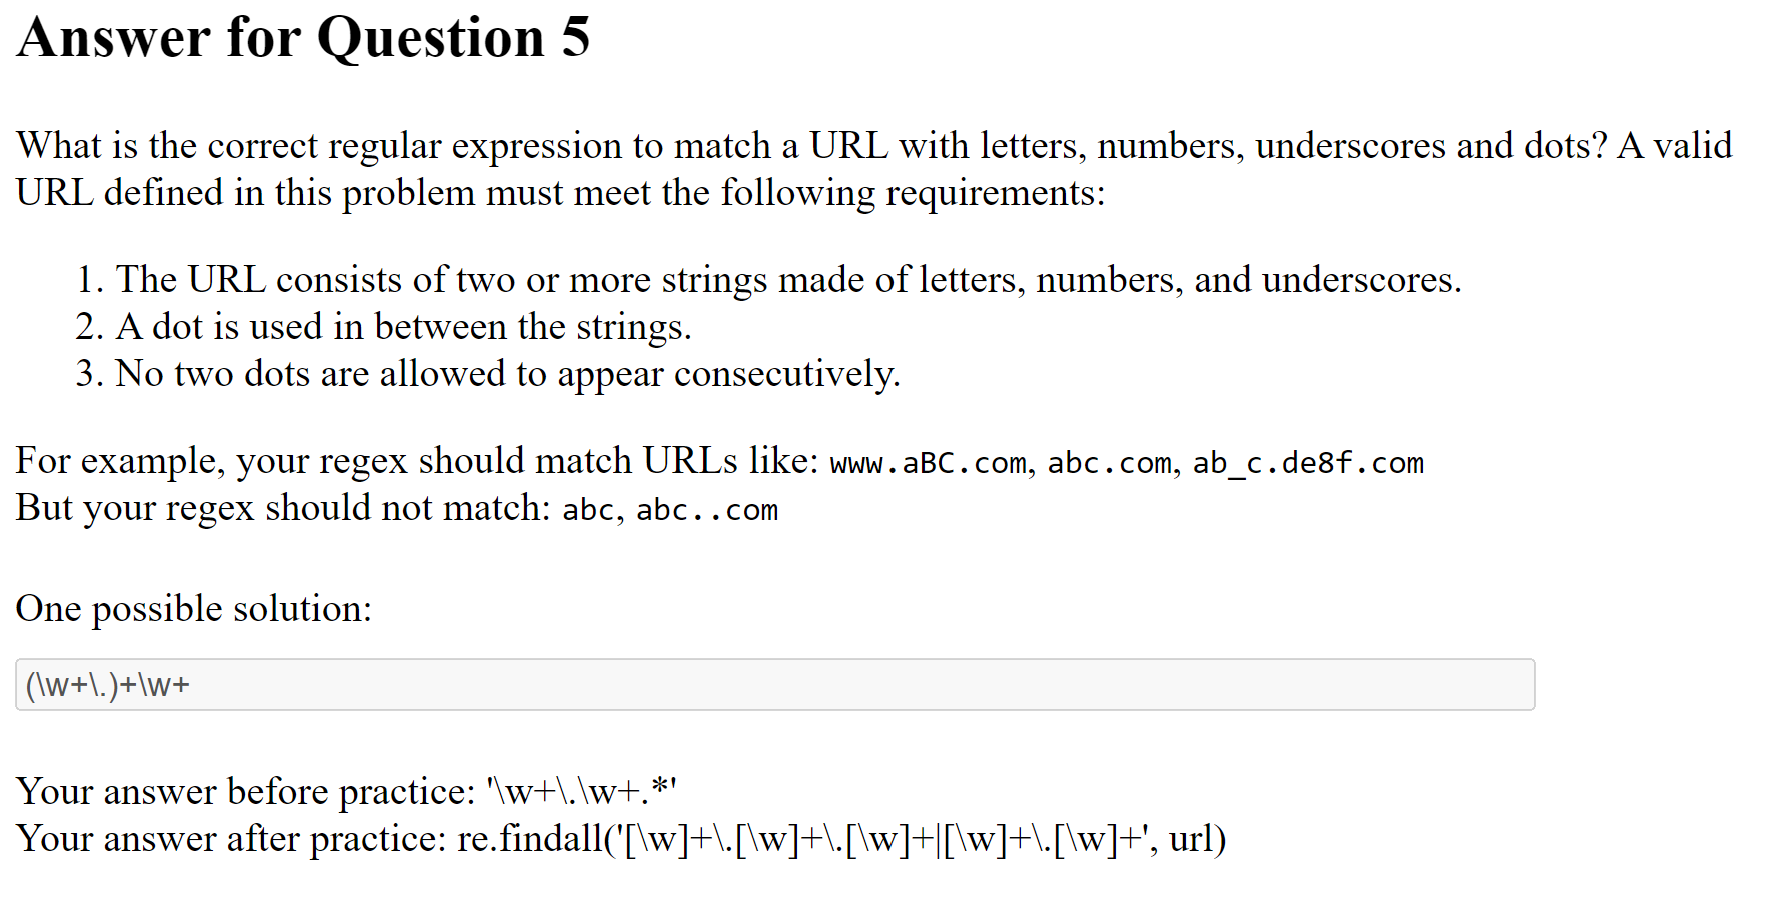 Answer for Question 5
What is the correct regular expression to match a URL with letters, numbers, underscores and dots? A valid
URL defined in this problem must meet the following requirements:
1. The URL consists of two or more strings made of letters, numbers, and underscores.
2. A dot is used in between the strings.
3. No two dots are allowed to appear consecutively.
For example, your regex should match URLs like: www.aBC.com, abc.com, ab_c.de8f.com
But your regex should not match: abc, abc..com
One possible solution:
(\w+\.)+\w+
Your answer before practice: '\w+\.\w+.*'
Your answer after practice: re.findall('[\w]+\.[\w]+\.[\w]+|[\w]+\.[\w]+', url)